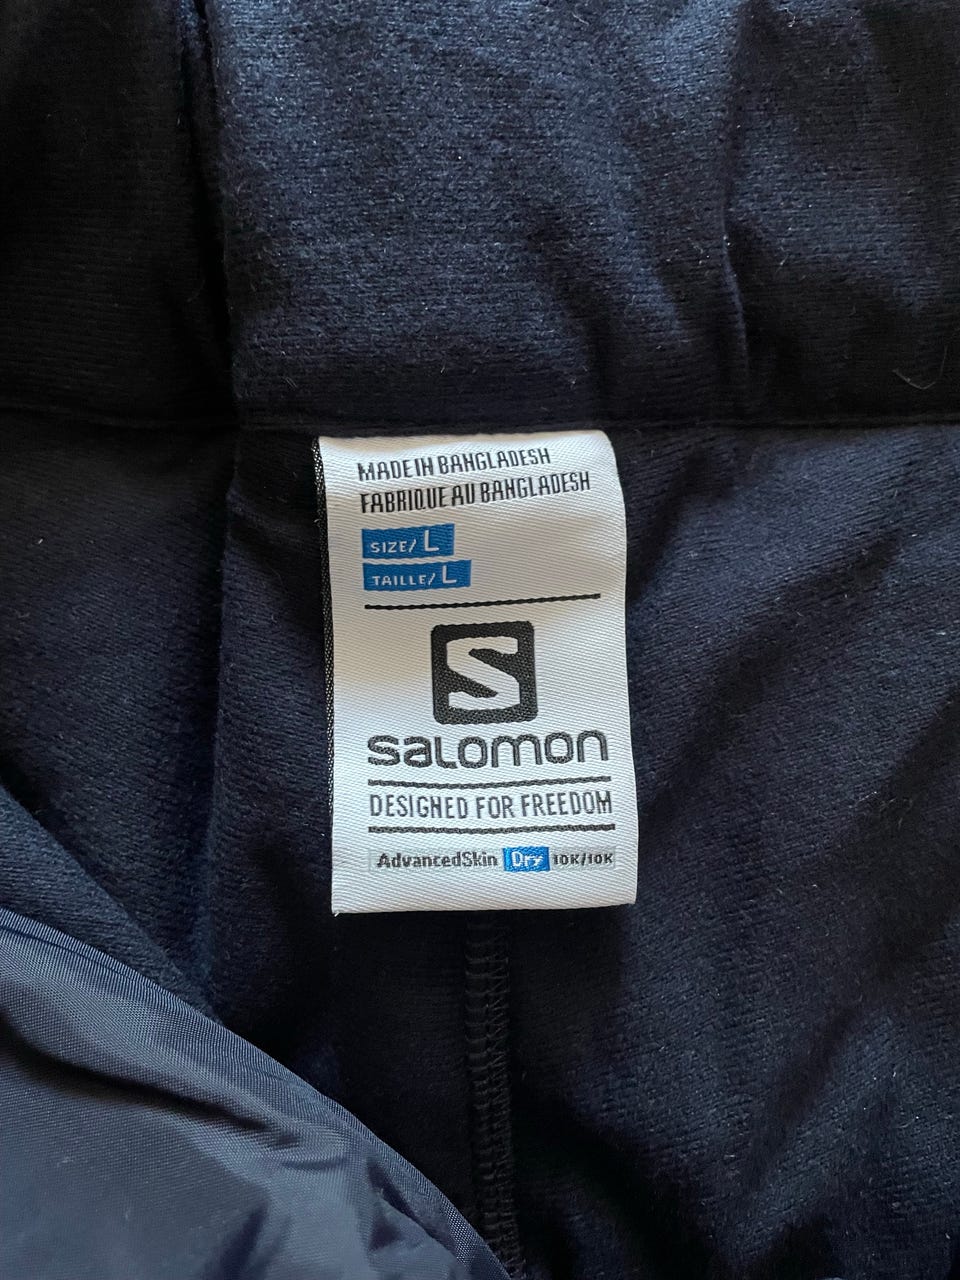 MADE IN BANGLADESH
FABRIQUE AU BANGLADESH
SIZE/ L
TAILLE/ L
S
SALOMON
DESIGNED FOR FREEDOM
AdvancedSkin Dry 10K/10K